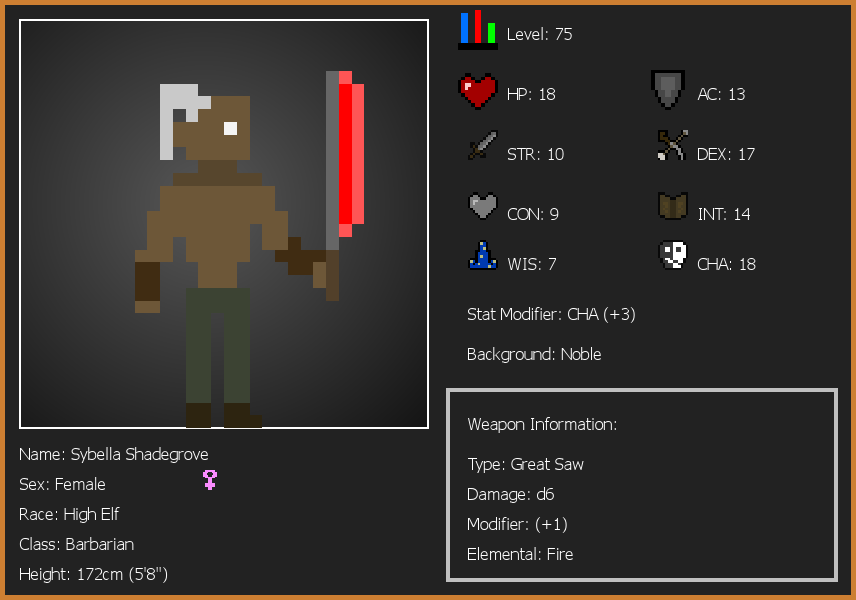 Level: 75
HP: 18
AC: 13
STR: 10
DEX: 17
CON: 9
INT: 14
WIS: 7
CHA: 18
Stat Modifier: CHA (+3)
Background: Noble
Weapon Information:
Type: Great Saw
Damage: d6
Modifier: (+1)
Elemental: Fire
Name: Sybella Shadegrove
Sex: Female
Race: High Elf
Class: Barbarian
Height: 172cm (5'8")